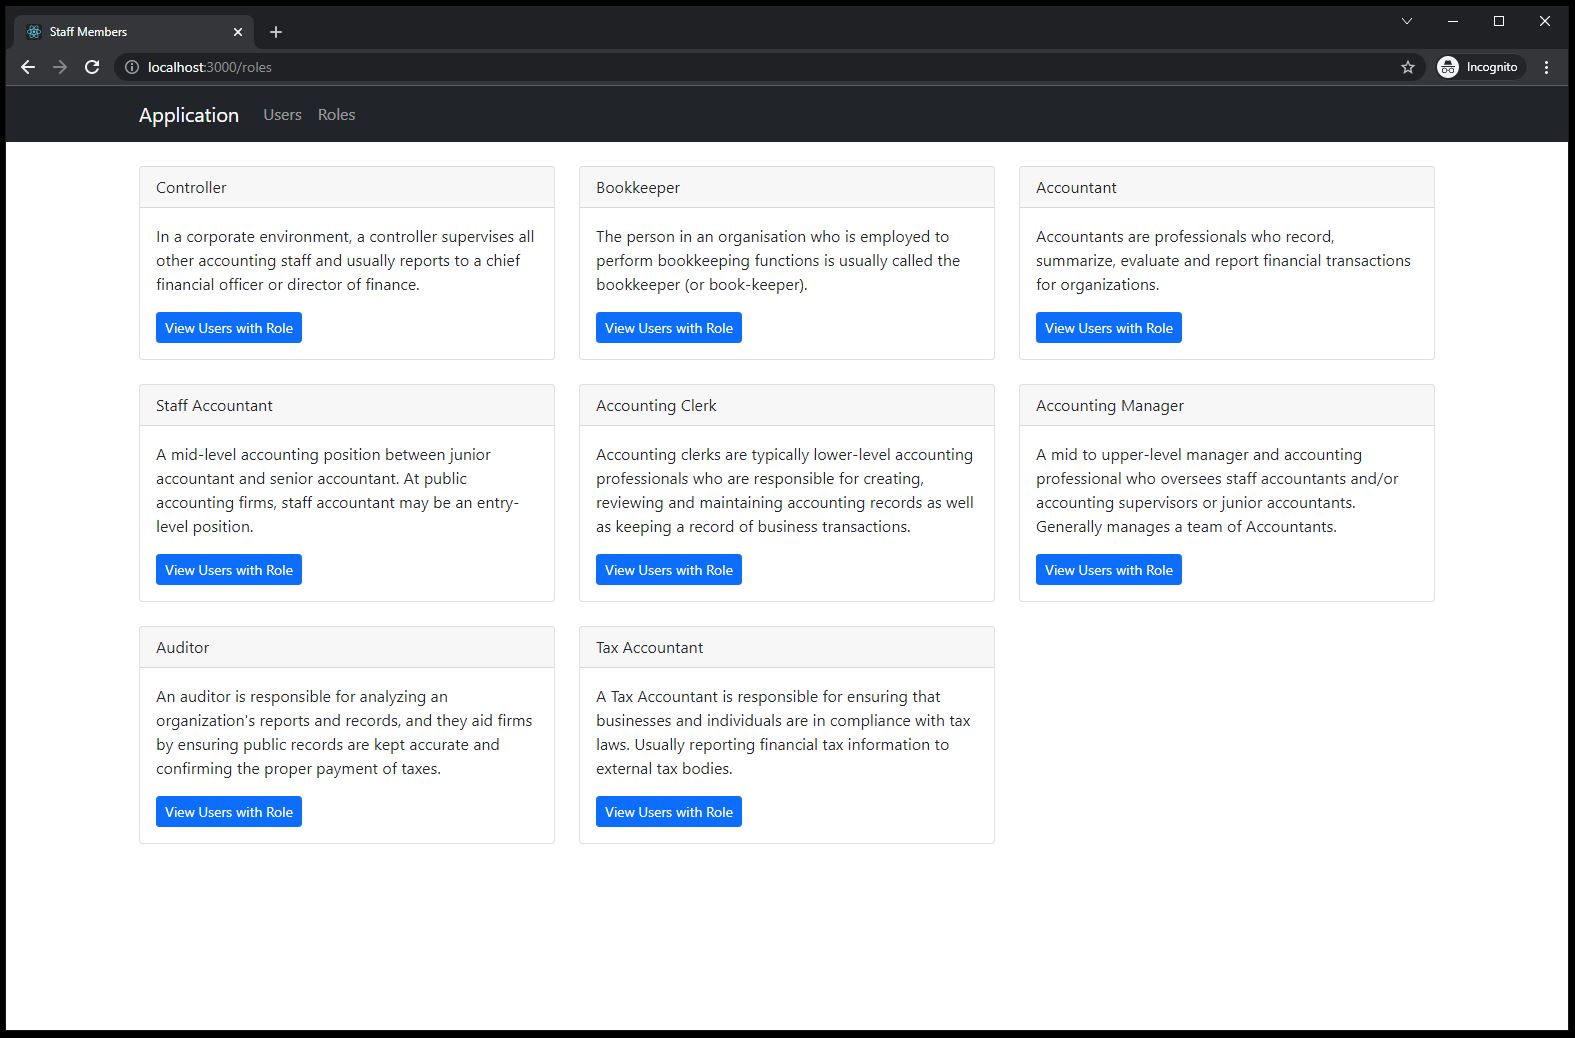 Staff Members
localhost:3000/roles
Incognito
Application Users Roles
Controller
In a corporate environment, a controller supervises all
other accounting staff and usually reports to a chief
financial officer or director of finance.
View Users with Role
Bookkeeper
The person in an organisation who is employed to
perform bookkeeping functions is usually called the
bookkeeper (or book-keeper).
View Users with Role
Accountant
Accountants are professionals who record,
summarize, evaluate and report financial transactions
for organizations.
View Users with Role
Staff Accountant
A mid-level accounting position between junior
accountant and senior accountant. At public
accounting firms, staff accountant may be an entry-
level position.
View Users with Role
Accounting Clerk
Accounting clerks are typically lower-level accounting
professionals who are responsible for creating,
reviewing and maintaining accounting records as well
as keeping a record of business transactions.
View Users with Role
Accounting Manager
A mid to upper-level manager and accounting
professional who oversees staff accountants and/or
accounting supervisors or junior accountants.
Generally manages a team of Accountants.
View Users with Role
Auditor
An auditor is responsible for analyzing an
organization's reports and records, and they aid firms
by ensuring public records are kept accurate and
confirming the proper payment of taxes.
View Users with Role
Tax Accountant
A Tax Accountant is responsible for ensuring that
businesses and individuals are in compliance with tax
laws. Usually reporting financial tax information to
external tax bodies.
View Users with Role